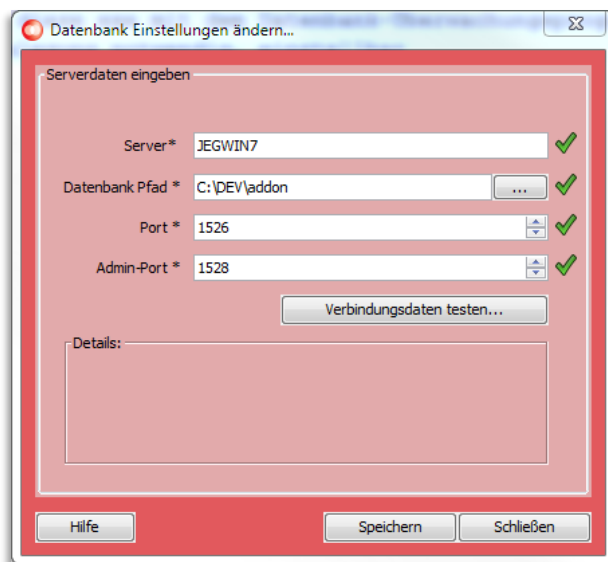 Datenbank Einstellungen ändern...
Serverdaten eingeben
Server*
JEGWIN7
Datenbank Pfad *
C:\DEV\addon
...
Port *
1526
Admin-Port *
1528
Verbindungsdaten testen...
Details:
Hilfe
Speichern
Schließen